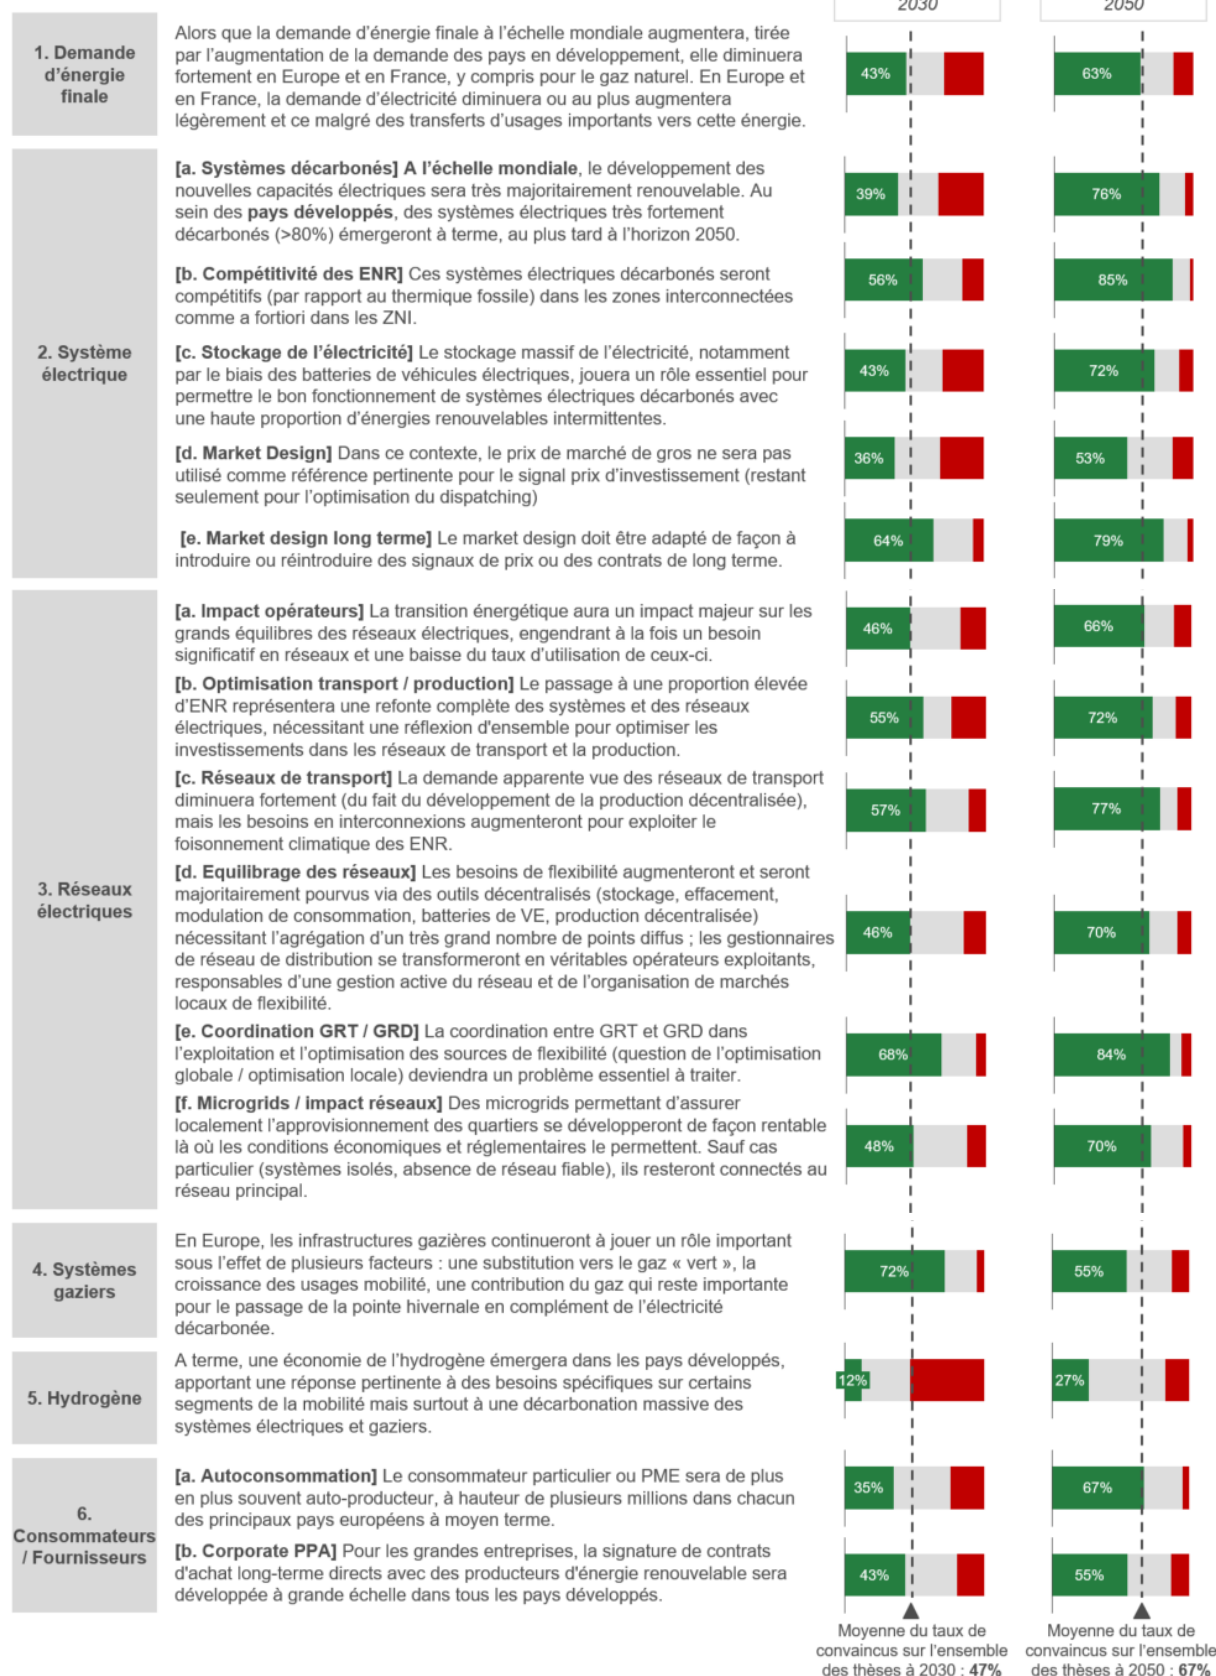 2030
2050
1. Demande
d'énergie
finale
Alors que la demande d'énergie finale à l'échelle mondiale augmentera, tirée
par l'augmentation de la demande des pays en développement, elle diminuera
fortement en Europe et en France, y compris pour le gaz naturel. En Europe et
en France, la demande d'électricité diminuera ou au plus augmentera
légèrement et ce malgré des transferts d'usages importants vers cette énergie.
43%
63%
2. Système
électrique
[a. Systèmes décarbonés] A l'échelle mondiale, le développement des
nouvelles capacités électriques sera très majoritairement renouvelable. Au
sein des pays développés, des systèmes électriques très fortement
décarbonés (>80%) émergeront à terme, au plus tard à l'horizon 2050.
39%
76%
[b. Compétitivité des ENR] Ces systèmes électriques décarbonés seront
compétitifs (par rapport au thermique fossile) dans les zones interconnectées
comme a fortiori dans les ZNI.
56%
85%
[c. Stockage de l'électricité] Le stockage massif de l'électricité, notamment
par le biais des batteries de véhicules électriques, jouera un rôle essentiel pour
permettre le bon fonctionnement de systèmes électriques décarbonés avec
une haute proportion d'énergies renouvelables intermittentes.
43%
72%
[d. Market Design] Dans ce contexte, le prix de marché de gros ne sera pas
utilisé comme référence pertinente pour le signal prix d'investissement (restant
seulement pour l'optimisation du dispatching)
36%
53%
[e. Market design long terme] Le market design doit être adapté de façon à
introduire ou réintroduire des signaux de prix ou des contrats de long terme.
64%
79%
3. Réseaux
électriques
[a. Impact opérateurs] La transition énergétique aura un impact majeur sur les
grands équilibres des réseaux électriques, engendrant à la fois un besoin
significatif en réseaux et une baisse du taux d'utilisation de ceux-ci.
46%
66%
[b. Optimisation transport / production] Le passage à une proportion élevée
d'ENR représentera une refonte complète des systèmes et des réseaux
électriques, nécessitant une réflexion d'ensemble pour optimiser les
investissements dans les réseaux de transport et la production.
55%
72%
[c. Réseaux de transport] La demande apparente vue des réseaux de transport
diminuera fortement (du fait du développement de la production décentralisée),
mais les besoins en interconnexions augmenteront pour exploiter le
foisonnement climatique des ENR.
57%
77%
[d. Equilibrage des réseaux] Les besoins de flexibilité augmenteront et seront
majoritairement pourvus via des outils décentralisés (stockage, effacement,
modulation de consommation, batteries de VE, production décentralisée)
nécessitant l'agrégation d'un très grand nombre de points diffus ; les gestionnaires
de réseau de distribution se transformeront en véritables opérateurs exploitants,
responsables d'une gestion active du réseau et de l'organisation de marchés
locaux de flexibilité.
46%
70%
[e. Coordination GRT / GRD] La coordination entre GRT et GRD dans
l'exploitation et l'optimisation des sources de flexibilité (question de l'optimisation
globale / optimisation locale) deviendra un problème essentiel à traiter.
68%
84%
[f. Microgrids / impact réseaux] Des microgrids permettant d'assurer
localement l'approvisionnement des quartiers se développeront de façon rentable
là où les conditions économiques et réglementaires le permettent. Sauf cas
particulier (systèmes isolés, absence de réseau fiable), ils resteront connectés au
réseau principal.
48%
70%
4. Systèmes
gaziers
En Europe, les infrastructures gazières continueront à jouer un rôle important
sous l'effet de plusieurs facteurs : une substitution vers le gaz « vert », la
croissance des usages mobilité, une contribution du gaz qui reste importante
pour le passage de la pointe hivernale en complément de l'électricité
décarbonée.
72%
55%
5. Hydrogène
A terme, une économie de l'hydrogène émergera dans les pays développés,
apportant une réponse pertinente à des besoins spécifiques sur certains
segments de la mobilité mais surtout à une décarbonation massive des
systèmes électriques et gaziers.
12%
27%
6.
Consommateurs
/ Fournisseurs
[a. Autoconsommation] Le consommateur particulier ou PME sera de plus
en plus souvent auto-producteur, à hauteur de plusieurs millions dans chacun
des principaux pays européens à moyen terme.
35%
67%
[b. Corporate PPA] Pour les grandes entreprises, la signature de contrats
d'achat long-terme directs avec des producteurs d'énergie renouvelable sera
développée à grande échelle dans tous les pays développés.
43%
55%
Moyenne du taux de
convaincus sur l'ensemble
des thèses à 2030 : 47%
Moyenne du taux de
convaincus sur l'ensemble
des thèses à 2050 : 67%